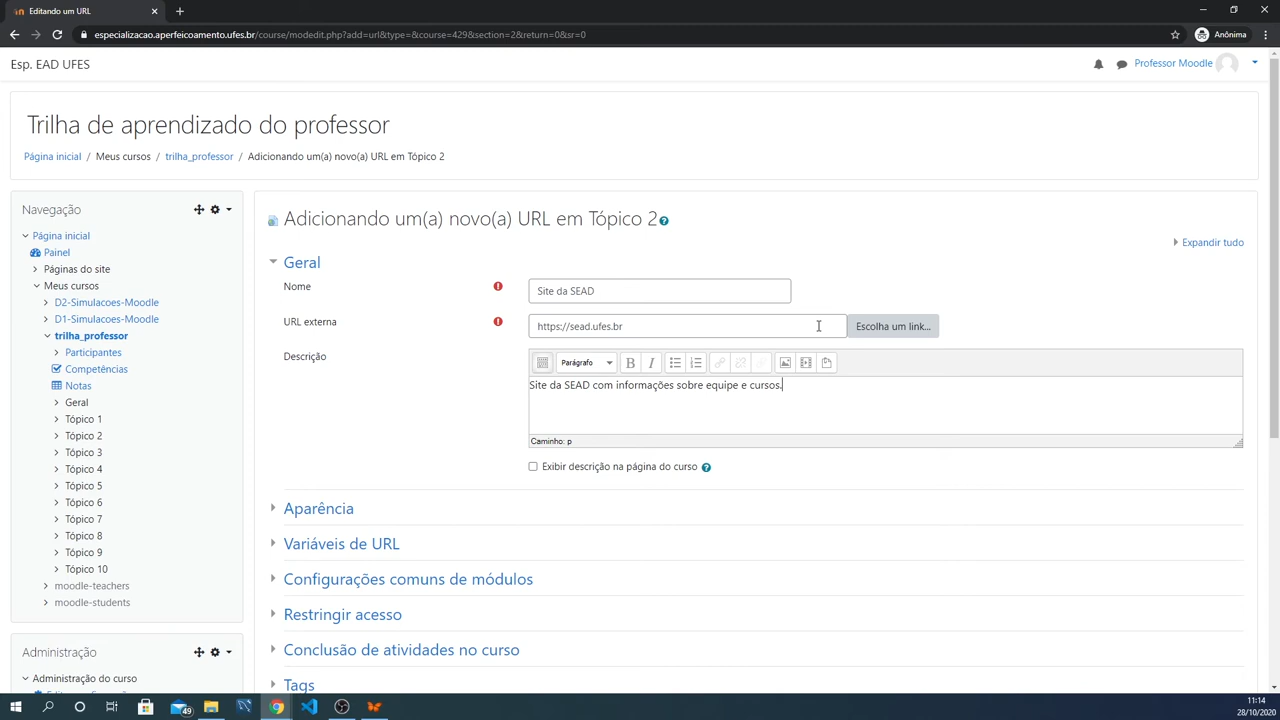 Editando um URL
especializacao.aperfeicoamento.ufes.br/course/modedit.php?add=url&type=&course=429&section=2&return=0&sr=0
Anônima
Esp. EAD UFES
Professor Moodle
Trilha de aprendizado do professor
Página inicial / Meus cursos / trilha_professor / Adicionando um(a) novo(a) URL em Tópico 2
Navegação
Página inicial
Painel
Páginas do site
Meus cursos
D2-Simulacoes-Moodle
D1-Simulacoes-Moodle
trilha_professor
Participantes
Competências
Notas
Geral
Tópico 1
Tópico 2
Tópico 3
Tópico 4
Tópico 5
Tópico 6
Tópico 7
Tópico 8
Tópico 9
Tópico 10
moodle-teachers
moodle-students
Administração
Administração do curso
Adicionando um(a) novo(a) URL em Tópico 2
Expandir tudo
Geral
Nome
Site da SEAD
URL externa
https://sead.ufes.br
Escolha um link...
Descrição
Parágrafo
B I
Site da SEAD com informações sobre equipe e cursos.
Caminho: p
Exibir descrição na página do curso
Aparência
Variáveis de URL
Configurações comuns de módulos
Restringir acesso
Conclusão de atividades no curso
Tags
49
11:14
28/10/2020